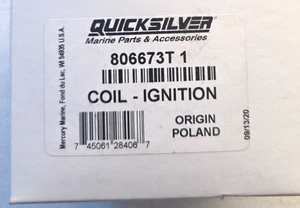 QUICKSILVER
Marine Parts & Accessories
806673T 1
COIL - IGNITION
7 45061 28406 7
ORIGIN
POLAND
09/13/20
Mercury Marine, Fond du Lac, WI 54935 U.S.A.